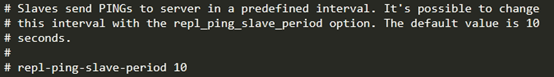 # Slaves send PINGs to server in a predefined interval. It's possible to change
# this interval with the repl_ping_slave_period option. The default value is 10
# seconds.
#
# repl-ping-slave-period 10